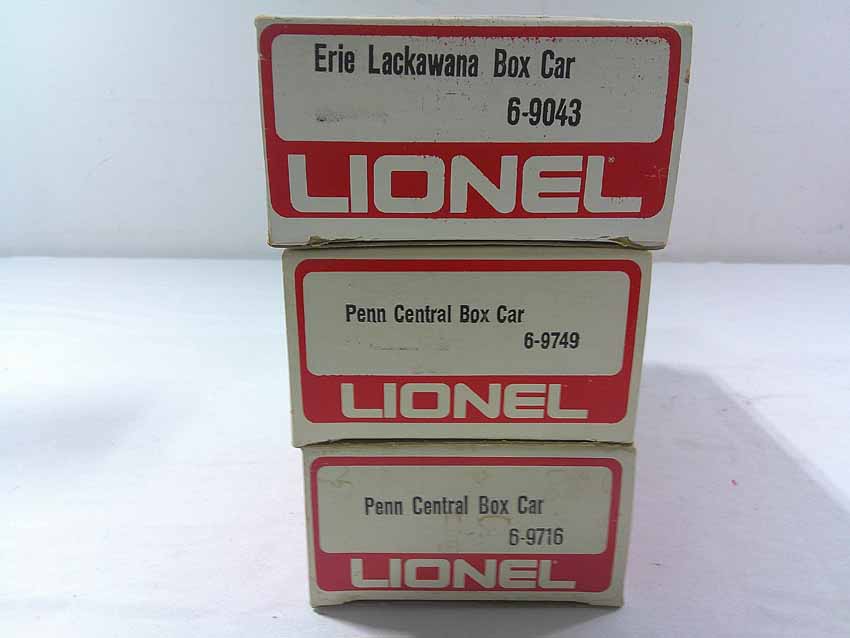 Erie Lackawana Box Car
6-9043
LIONEL
Penn Central Box Car
6-9749
LIONEL
Penn Central Box Car
6-9716
LIONEL